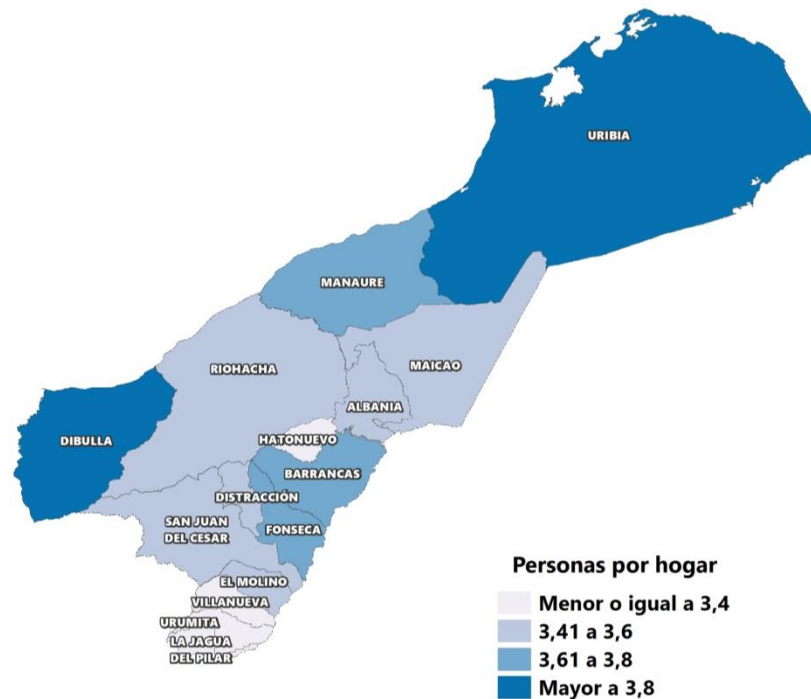 URIBIA
MANAURE
RIOHACHA
MAICAO
ALBANIA
DIBULLA
HATONUEVO
BARRANCAS
DISTRACCIÓN
SAN JUAN
DEL CESAR
FONSECA
EL MOLINO
VILLANUEVA
URUMITA
LA JAGUA
DEL PILAR
Personas por hogar
Menor o igual a 3,4
3,41 a 3,6
3,61 a 3,8
Mayor a 3,8